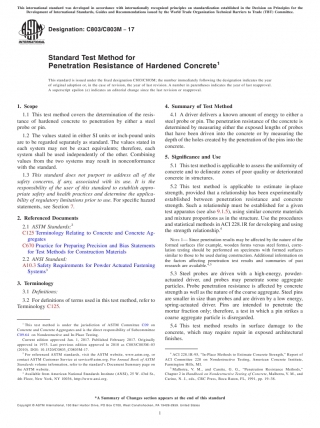 This international standard was developed in accordance with internationally recognized principles on standardization established in the Decision on Principles for the
Development of International Standards, Guides and Recommendations issued by the World Trade Organization Technical Barriers to Trade (TBT) Committee.
Designation: C803/C803M – 17
INTERNATIONAL
Standard Test Method for
Penetration Resistance of Hardened Concrete¹
This standard is issued under the fixed designation C803/C803M; the number immediately following the designation indicates the year
of original adoption or, in the case of revision, the year of last revision. A number in parentheses indicates the year of last reapproval.
A superscript epsilon (ε) indicates an editorial change since the last revision or reapproval.
1. Scope
1.1 This test method covers the determination of the resis-
tance of hardened concrete to penetration by either a steel
probe or pin.
1.2 The values stated in either SI units or inch-pound units
are to be regarded separately as standard. The values stated in
each system may not be exact equivalents; therefore, each
system shall be used independently of the other. Combining
values from the two systems may result in nonconformance
with the standard.
1.3 This standard does not purport to address all of the
safety concerns, if any, associated with its use. It is the
responsibility of the user of this standard to establish appro-
priate safety and health practices and determine the applica-
bility of regulatory limitations prior to use. For specific hazard
statements, see Section 7.
2. Referenced Documents
2.1 ASTM Standards:²
C125 Terminology Relating to Concrete and Concrete Ag-
gregates
C670 Practice for Preparing Precision and Bias Statements
for Test Methods for Construction Materials
2.2 ANSI Standard:
A10.3 Safety Requirements for Powder Actuated Fastening
Systems³
3. Terminology
3.1 Definitions:
3.2 For definitions of terms used in this test method, refer to
Terminology C125.
¹ This test method is under the jurisdiction of ASTM Committee C09 on
Concrete and Concrete Aggregates and is the direct responsibility of Subcommittee
C09.64 on Nondestructive and In-Place Testing.
Current edition approved Jan. 1, 2017. Published February 2017. Originally
approved in 1975. Last previous edition approved in 2010 as C803/C803M–03
(2010). DOI: 10.1520/C0803_C0803M-17.
² For referenced ASTM standards, visit the ASTM website, www.astm.org, or
contact ASTM Customer Service at service@astm.org. For Annual Book of ASTM
Standards volume information, refer to the standard's Document Summary page on
the ASTM website.
³ Available from American National Standards Institute (ANSI), 25 W. 43rd St.,
4th Floor, New York, NY 10036, http://www.ansi.org.
4. Summary of Test Method
4.1 A driver delivers a known amount of energy to either a
steel probe or pin. The penetration resistance of the concrete is
determined by measuring either the exposed lengths of probes
that have been driven into the concrete or by measuring the
depth of the holes created by the penetration of the pins into the
concrete.
5. Significance and Use
5.1 This test method is applicable to assess the uniformity of
concrete and to delineate zones of poor quality or deteriorated
concrete in structures.
5.2 This test method is applicable to estimate in-place
strength, provided that a relationship has been experimentally
established between penetration resistance and concrete
strength. Such a relationship must be established for a given
test apparatus (see also 9.1.5), using similar concrete materials
and mixture proportions as in the structure. Use the procedures
and statistical methods in ACI 228.1R for developing and using
the strength relationship.⁴
NOTE 1—Since penetration results may be affected by the nature of the
formed surfaces (for example, wooden forms versus steel forms), corre-
lation testing should be performed on specimens with formed surfaces
similar to those to be used during construction. Additional information on
the factors affecting penetration test results and summaries of past
research are available.⁵
5.3 Steel probes are driven with a high-energy, powder-
actuated driver, and probes may penetrate some aggregate
particles. Probe penetration resistance is affected by concrete
strength as well as the nature of the coarse aggregate. Steel pins
are smaller in size than probes and are driven by a low energy,
spring-actuated driver. Pins are intended to penetrate the
mortar fraction only; therefore, a test in which a pin strikes a
coarse aggregate particle is disregarded.
5.4 This test method results in surface damage to the
concrete, which may require repair in exposed architectural
finishes.
⁴ ACI 228.1R-95, "In-Place Methods to Estimate Concrete Strength," Report of
ACI Committee 228 on Nondestructive Testing, American Concrete Institute,
Farmington Hills, MI.
⁵ Malhotra, V. M., and Carette, G. G., "Penetration Resistance Methods,"
Chapter 2 in Handbook on Nondestructive Testing of Concrete, Malhotra, V. M., and
Carino, N. J., eds., CRC Press, Boca Raton, FL, 1991, pp. 19–38.
*A Summary of Changes section appears at the end of this standard
Copyright © ASTM International, 100 Barr Harbor Drive, PO Box C700, West Conshohocken, PA 19428-2959. United States
1